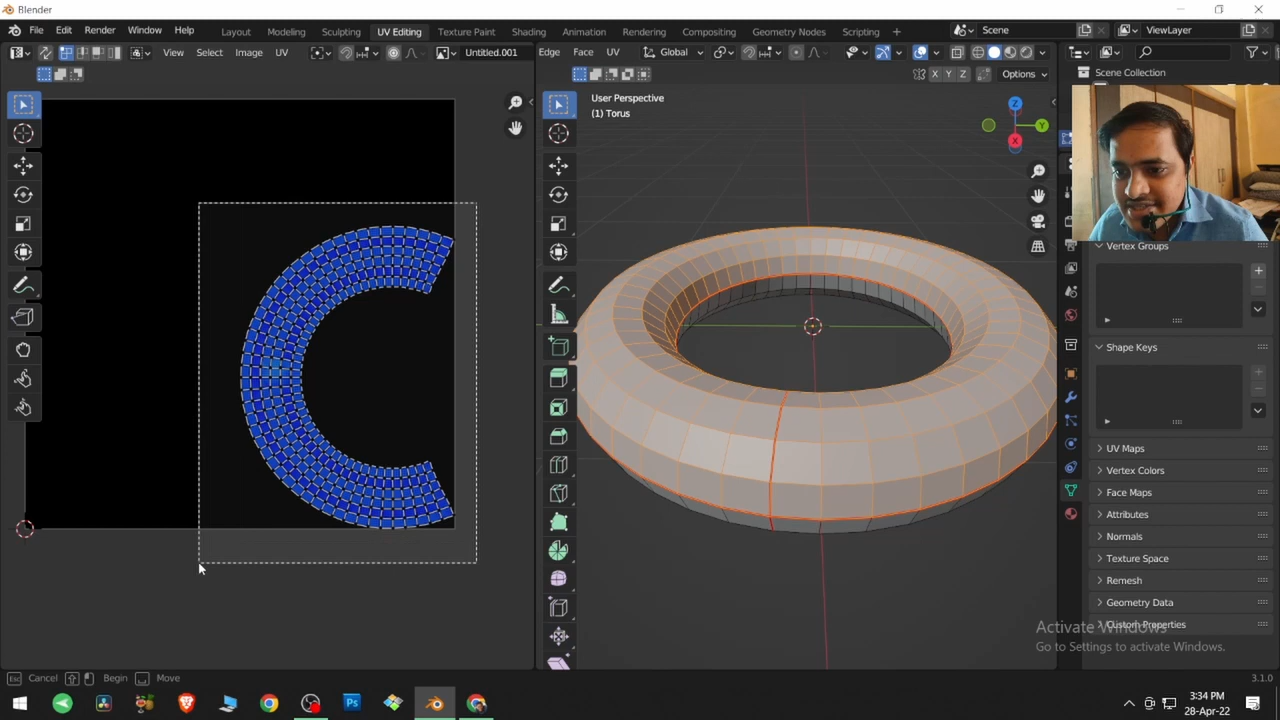 Blender
File Edit Render Window Help Layout Modeling Sculpting UV Editing Texture Paint Shading Animation Rendering Compositing Geometry Nodes Scripting + Scene ViewLayer
View Select Image UV Untitled.001 Edge Face UV Global
X Y Z Options
Scene Collection
User Perspective
(1) Torus
Z
Y
X
Vertex Groups
Shape Keys
UV Maps
Vertex Colors
Face Maps
Attributes
Normals
Texture Space
Remesh
Geometry Data
Custom Properties
Activate Windows
Go to Settings to activate Windows.
Esc Cancel Begin Move 3.1.0
Ps
3:34 PM
28-Apr-22